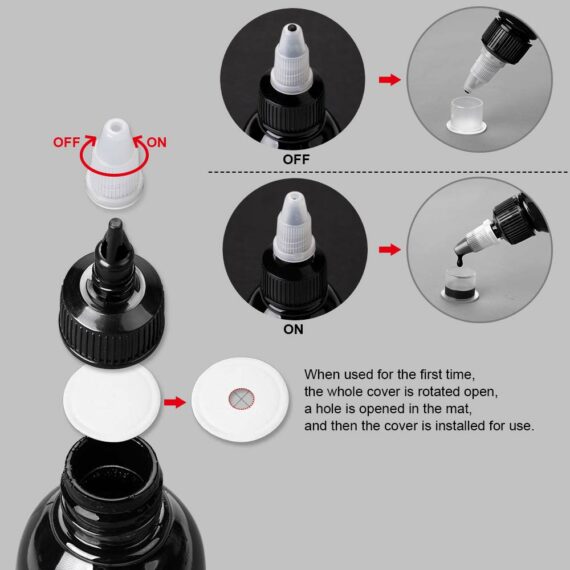 OFF
OFF ON
ON
When used for the first time,
the whole cover is rotated open,
a hole is opened in the mat,
and then the cover is installed for use.